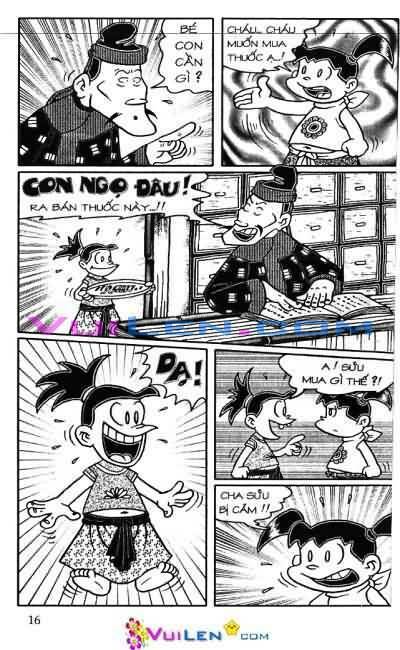 BÉ
CON
CẦN
GÌ ?
CHÁU... CHÁU
MUỐN MUA
THUỐC Ạ...!
CON NGỌ ĐÂU!
RA BÁN THUỐC NÀY...!!
VuiLen.com
DẠ!
A ! SỬU
MUA GÌ THẾ ?!
CHA SỬU
BỊ CẢM !!
16
VuiLen.com